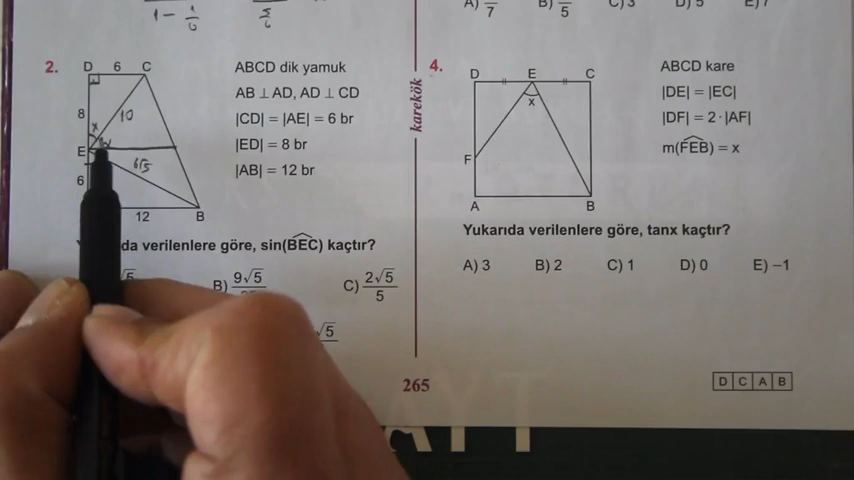 1 - 1/6
5/6
A) /7 B) /5 C) 3 D) 5 E) 7
2.
D 6 C
8
x
10
E
6√5
6
12 B
ABCD dik yamuk
AB ⊥ AD, AD ⊥ CD
|CD| = |AE| = 6 br
|ED| = 8 br
|AB| = 12 br
da verilenlere göre, sin(BEC) kaçtır?
B) 9√5
C) 2√5/5
√5
karekök
4.
D E C
x
F
A B
ABCD kare
|DE| = |EC|
|DF| = 2·|AF|
m(FEB) = x
Yukarıda verilenlere göre, tanx kaçtır?
A) 3 B) 2 C) 1 D) 0 E) −1
265
D C A B
AYT